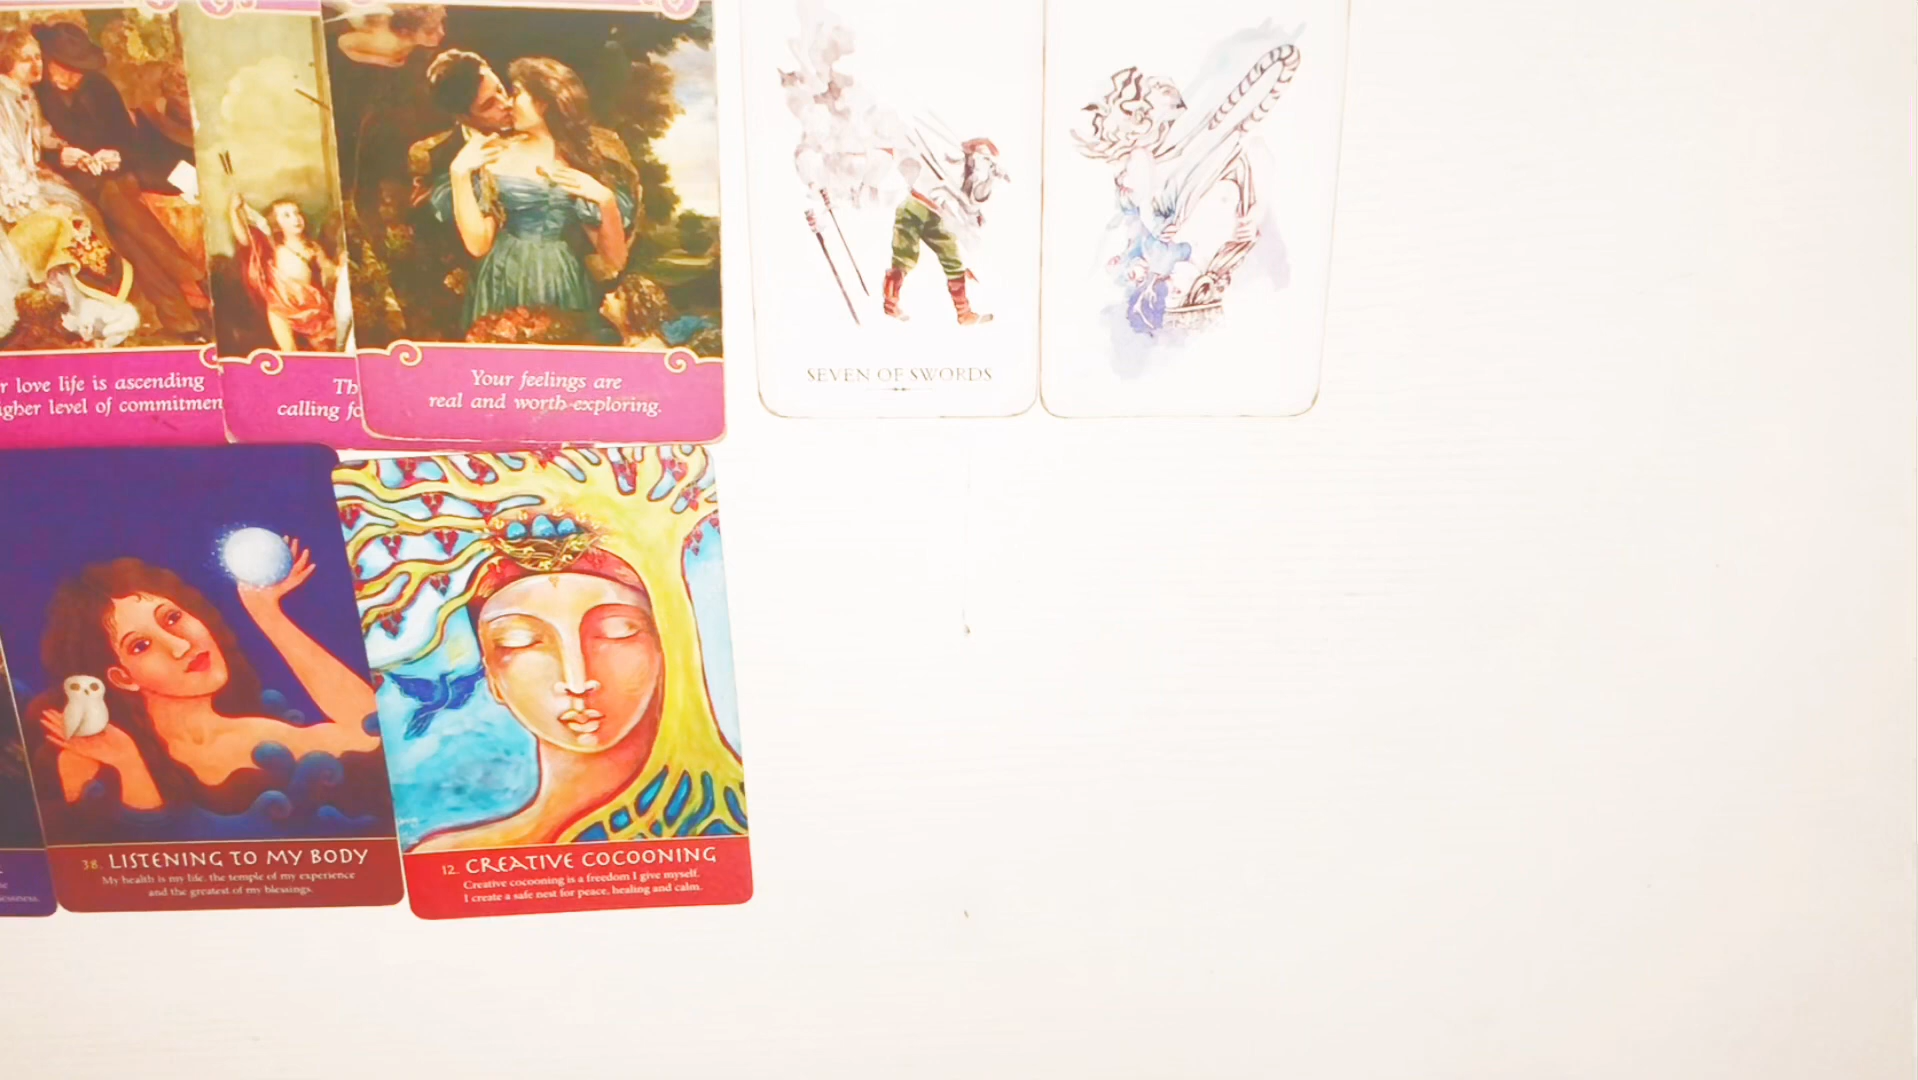 r love life is ascending
igher level of commitmen
Th
calling fo
Your feelings are
real and worth exploring.
SEVEN OF SWORDS
38. LISTENING TO MY BODY
My health is my life, the temple of my experience
and the greatest of my blessings.
12. CREATIVE COCOONING
Creative cocooning is a freedom I give myself.
I create a safe nest for peace, healing and calm.